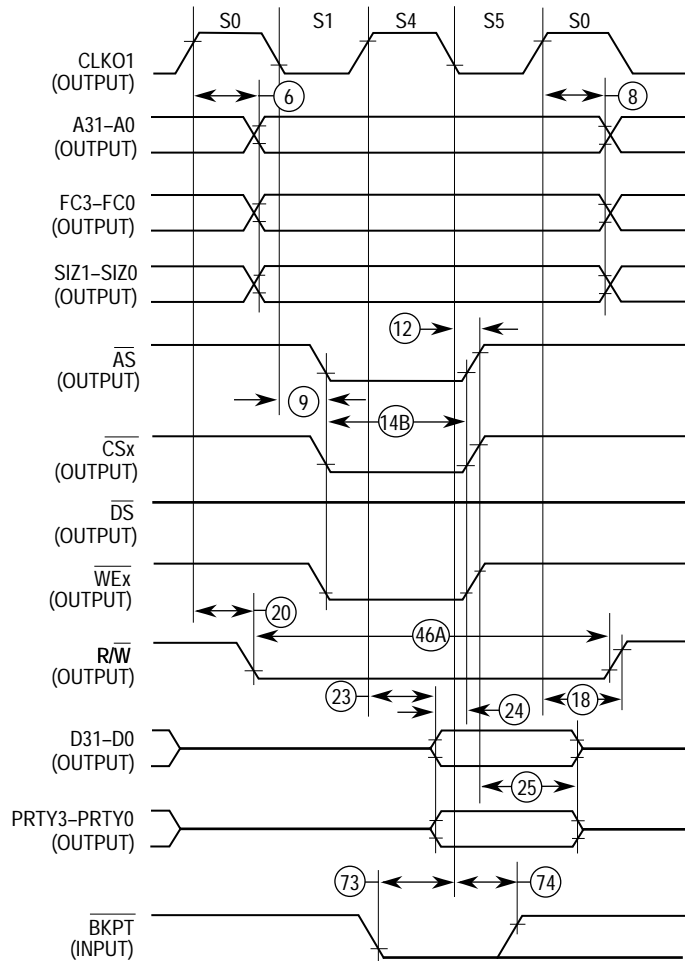 S0 S1 S4 S5 S0
CLKO1
(OUTPUT)
6 8
A31–A0
(OUTPUT)
FC3–FC0
(OUTPUT)
SIZ1–SIZ0
(OUTPUT)
12
AS
(OUTPUT)
9
14B
CSx
(OUTPUT)
DS
(OUTPUT)
WEx
(OUTPUT)
20
46A
R/W
(OUTPUT)
23 24 18
D31–D0
(OUTPUT)
25
PRTY3–PRTY0
(OUTPUT)
73 74
BKPT
(INPUT)